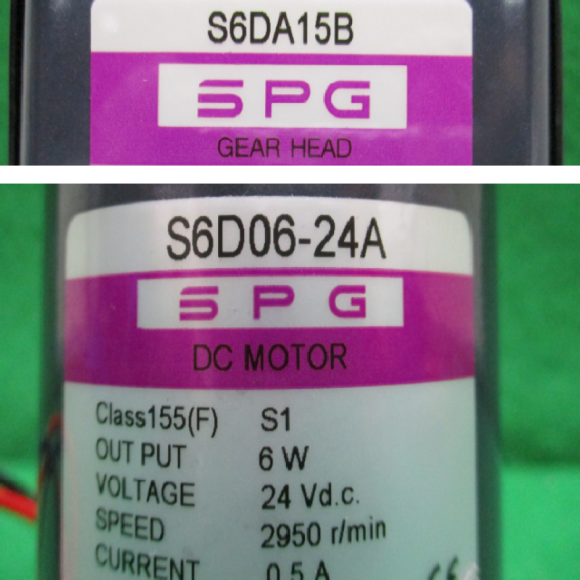 S6DA15B
SPG
GEAR HEAD
S6D06-24A
SPG
DC MOTOR
Class155(F) S1
OUT PUT 6 W
VOLTAGE 24 Vd.c.
SPEED 2950 r/min
CURRENT 0.5 A